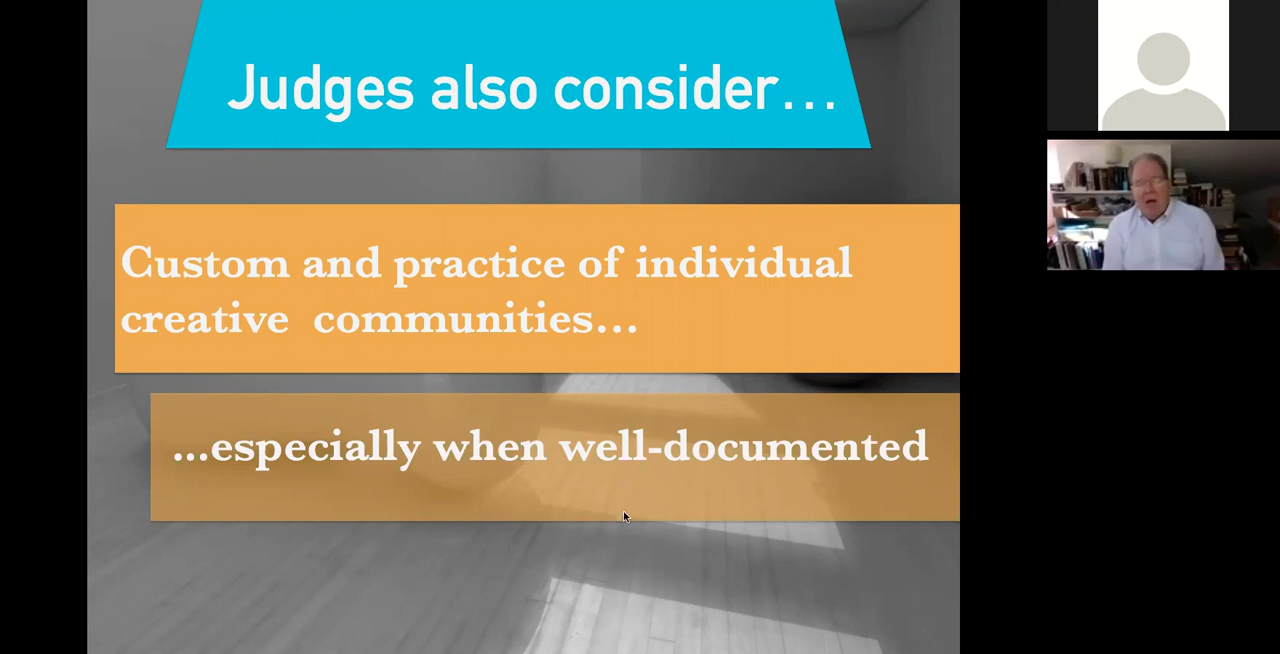 Judges also consider...
Custom and practice of individual
creative communities...
...especially when well-documented